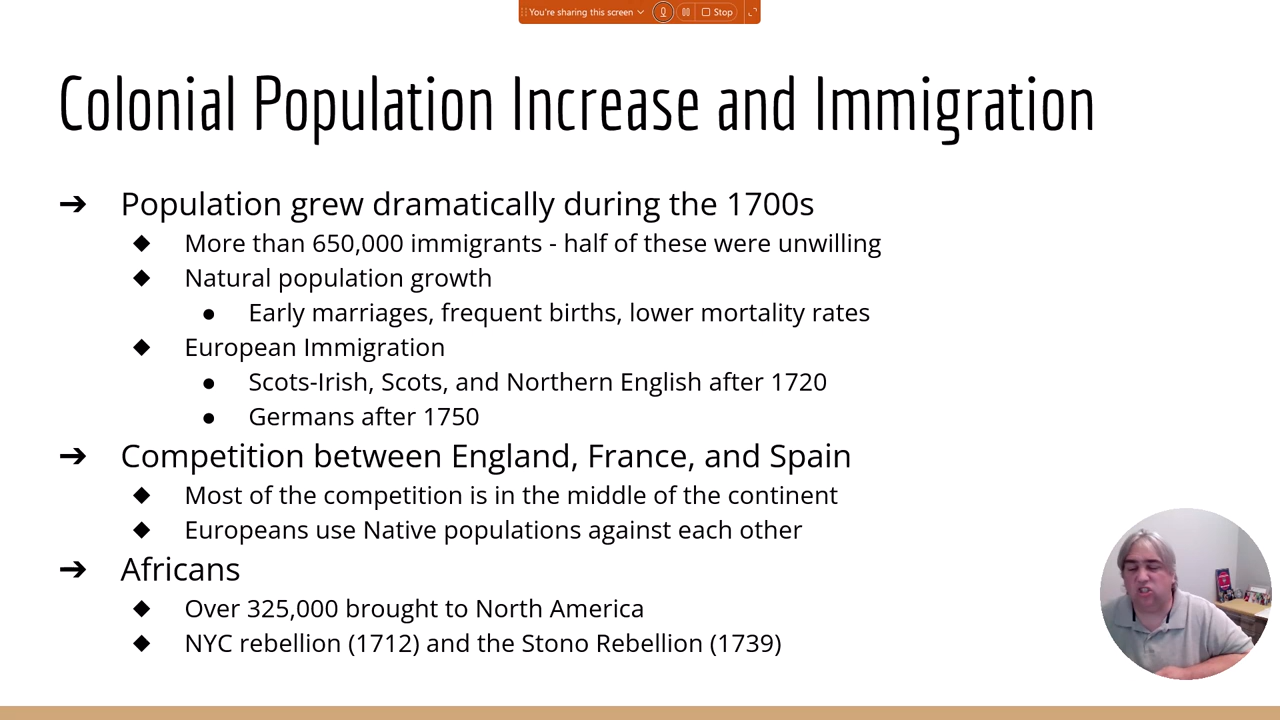 You're sharing this screen Stop
Colonial Population Increase and Immigration
➔ Population grew dramatically during the 1700s
◆ More than 650,000 immigrants - half of these were unwilling
◆ Natural population growth
● Early marriages, frequent births, lower mortality rates
◆ European Immigration
● Scots-Irish, Scots, and Northern English after 1720
● Germans after 1750
➔ Competition between England, France, and Spain
◆ Most of the competition is in the middle of the continent
◆ Europeans use Native populations against each other
➔ Africans
◆ Over 325,000 brought to North America
◆ NYC rebellion (1712) and the Stono Rebellion (1739)